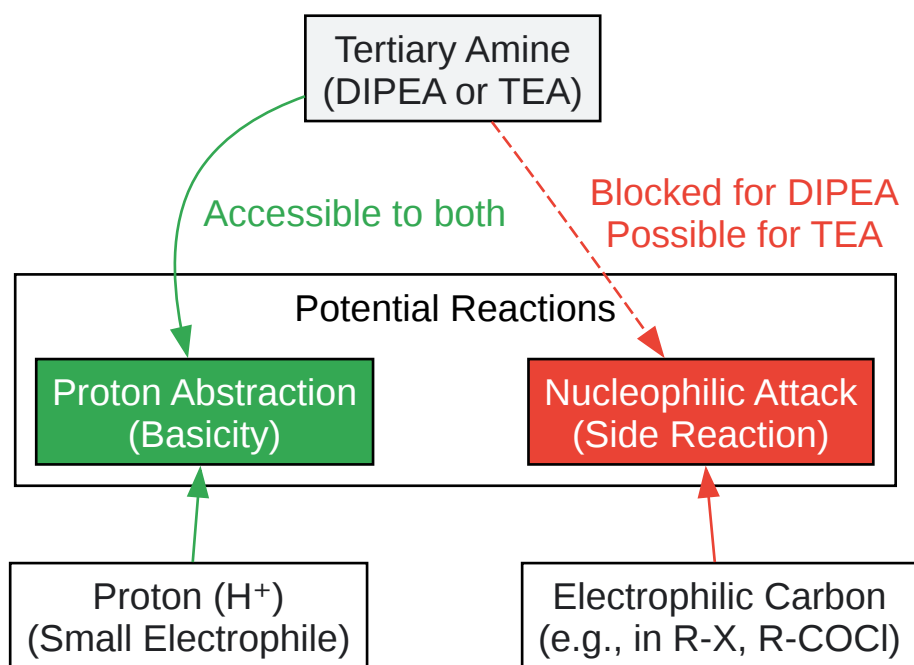 Tertiary Amine
(DIPEA or TEA)
Accessible to both
Blocked for DIPEA
Possible for TEA
Potential Reactions
Proton Abstraction
(Basicity)
Nucleophilic Attack
(Side Reaction)
Proton (H⁺)
(Small Electrophile)
Electrophilic Carbon
(e.g., in R-X, R-COCl)